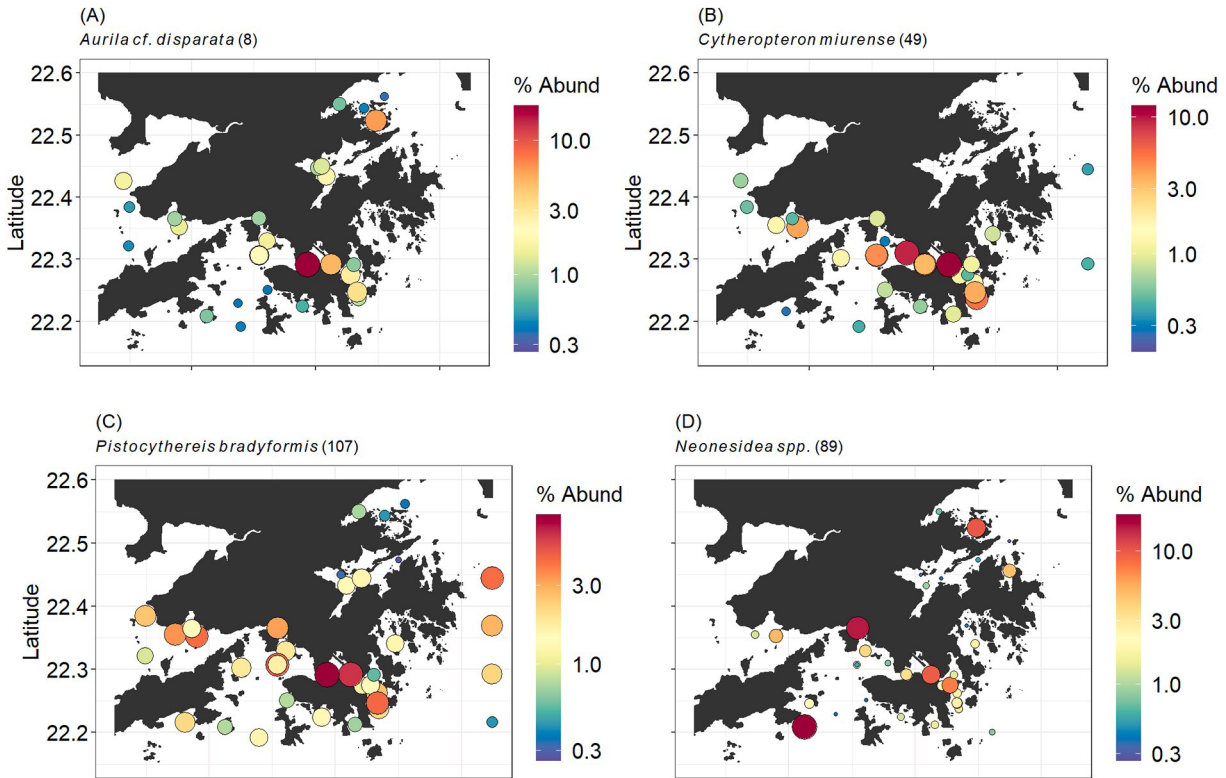 (A)
Aurila cf. disparata (8)
22.6
22.5
22.4
22.3
22.2
Latitude
% Abund
10.0
3.0
1.0
0.3
(B)
Cytheropteron miurense (49)
22.6
22.5
22.4
22.3
22.2
Latitude
% Abund
10.0
3.0
1.0
0.3
(C)
Pistocythereis bradyformis (107)
22.6
22.5
22.4
22.3
22.2
Latitude
% Abund
3.0
1.0
0.3
(D)
Neonesidea spp. (89)
% Abund
10.0
3.0
1.0
0.3